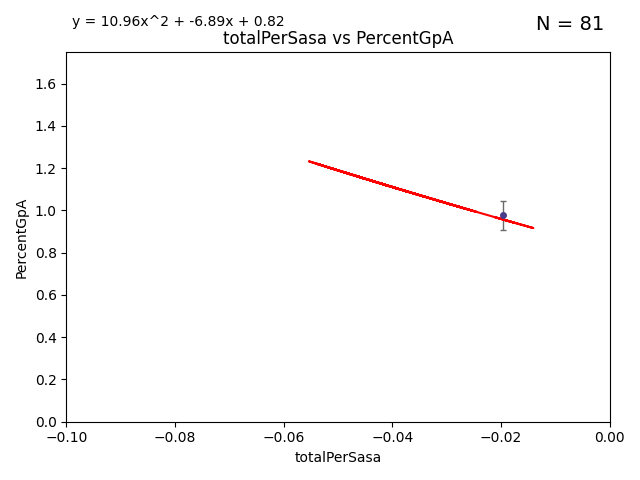 y = 10.96x^2 + -6.89x + 0.82
N = 81
totalPerSasa vs PercentGpA
1.6
1.4
1.2
1.0
0.8
0.6
0.4
0.2
0.0
PercentGpA
−0.10 −0.08 −0.06 −0.04 −0.02 0.00
totalPerSasa